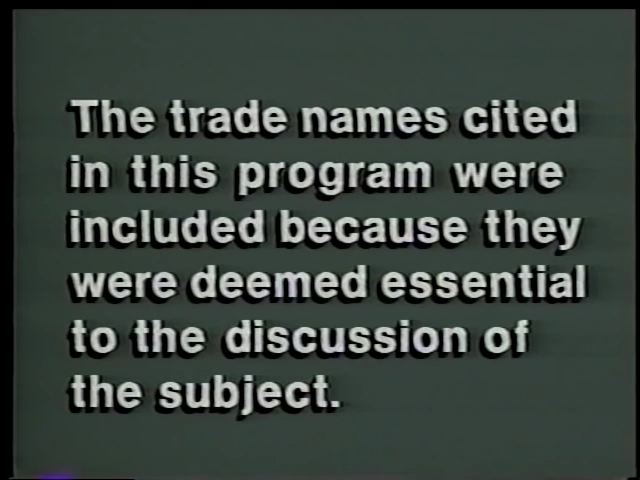 The trade names cited
in this program were
included because they
were deemed essential
to the discussion of
the subject.